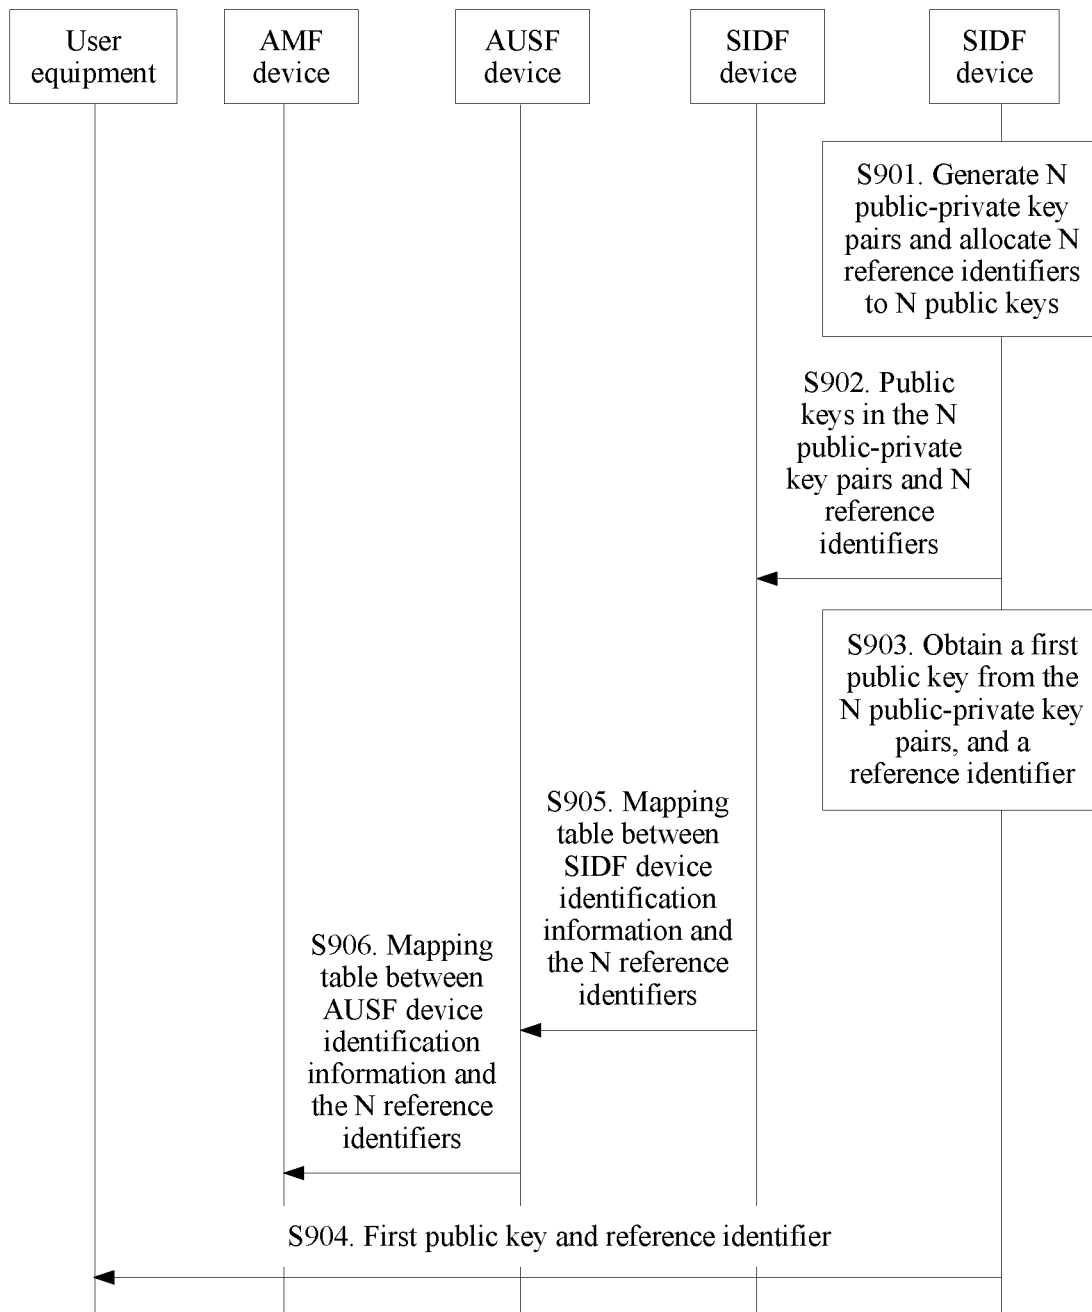 User
equipment
AMF
device
AUSF
device
SIDF
device
SIDF
device
S901. Generate N
public-private key
pairs and allocate N
reference identifiers
to N public keys
S902. Public
keys in the N
public-private
key pairs and N
reference
identifiers
S903. Obtain a first
public key from the
N public-private key
pairs, and a
reference identifier
S905. Mapping
table between
SIDF device
identification
information and
the N reference
identifiers
S906. Mapping
table between
AUSF device
identification
information and
the N reference
identifiers
S904. First public key and reference identifier